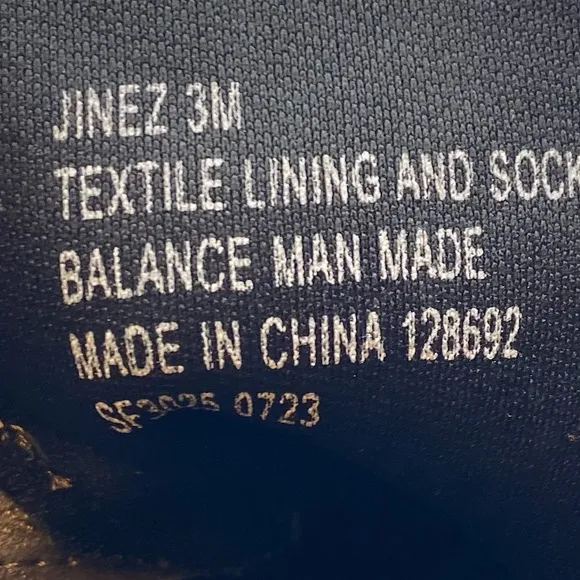 JINEZ 3M
TEXTILE LINING AND SOCK
BALANCE MAN MADE
MADE IN CHINA 128692
SF3025 0723